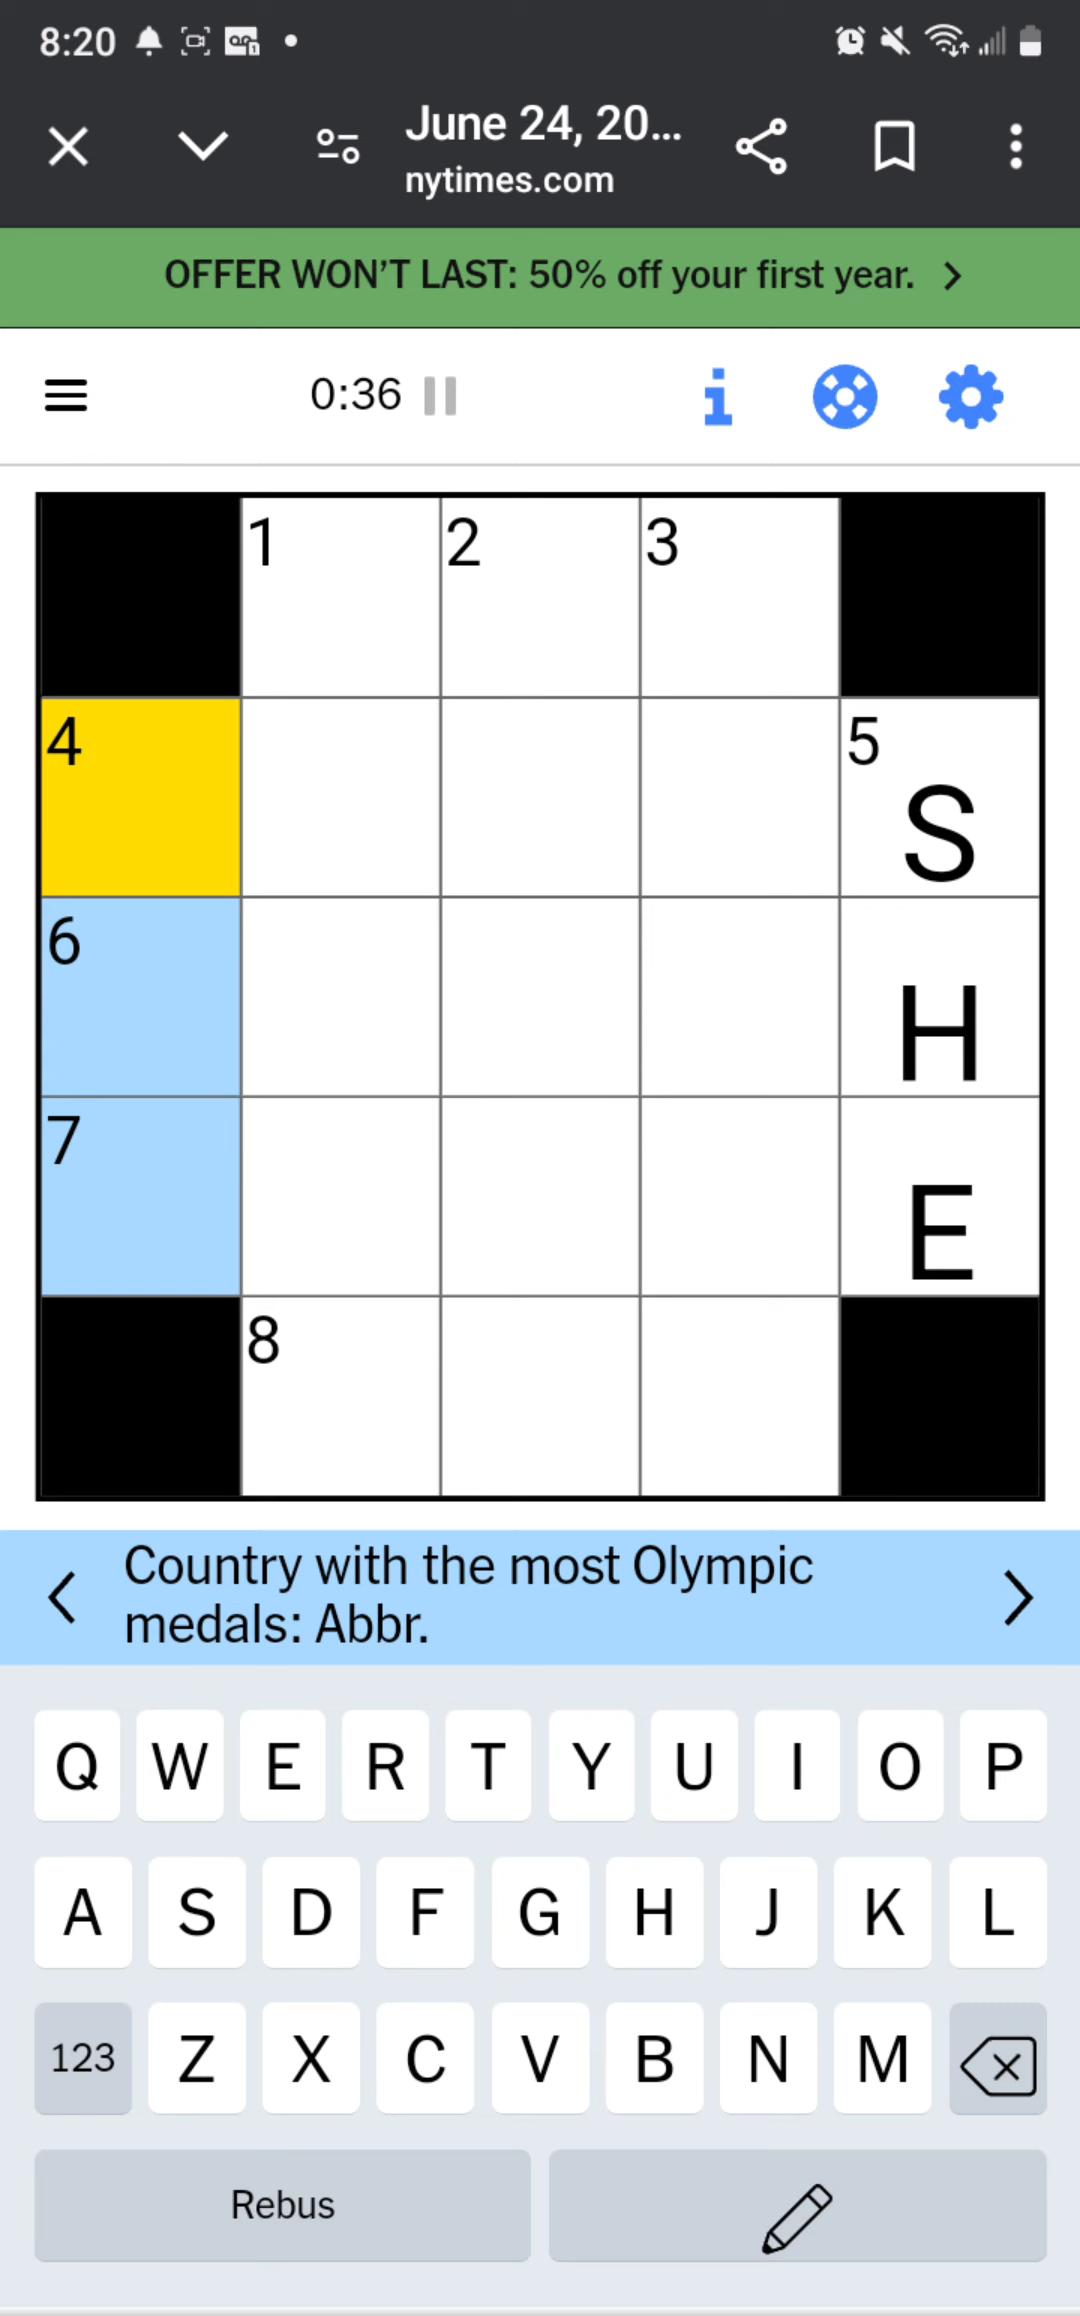 8:20
June 24, 20...
nytimes.com
OFFER WON'T LAST: 50% off your first year.
0:36
1 2 3
4 5 S
6 H
7 E
8
Country with the most Olympic
medals: Abbr.
Q W E R T Y U I O P
A S D F G H J K L
123 Z X C V B N M
Rebus